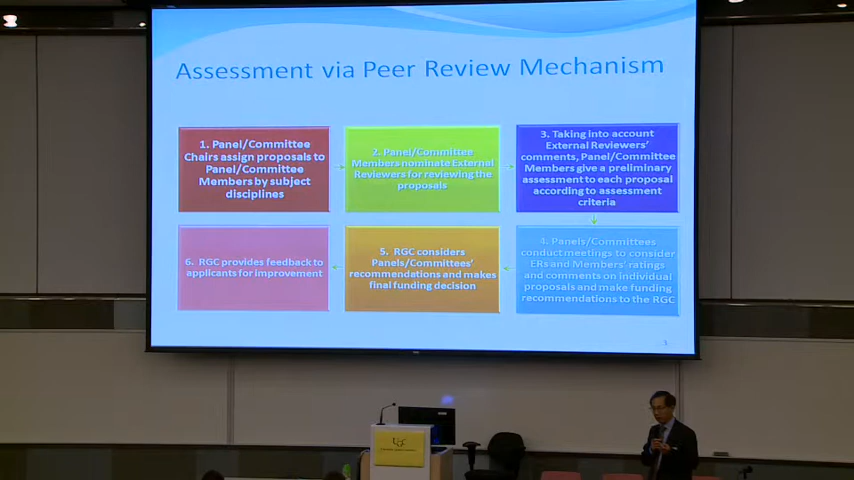 Assessment via Peer Review Mechanism
1. Panel/Committee
Chairs assign proposals to
Panel/Committee
Members by subject
disciplines
2. Panel/Committee
Members nominate External
Reviewers for reviewing the
proposals
3. Taking into account
External Reviewers'
comments, Panel/Committee
Members give a preliminary
assessment to each proposal
according to assessment
criteria
4. Panels/Committees
conduct meetings to consider
ERs and Members' ratings
and comments on individual
proposals and make funding
recommendations to the RGC
5. RGC considers
Panels/Committees'
recommendations and makes
final funding decision
6. RGC provides feedback to
applicants for improvement